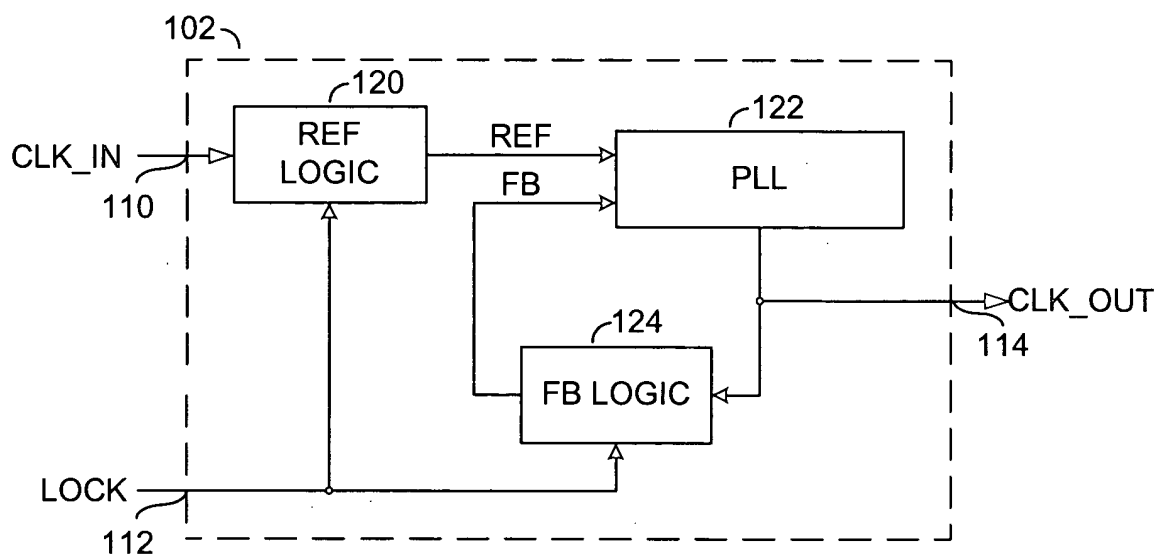 102
120
122
REF
LOGIC
REF
PLL
CLK_IN
FB
110
CLK_OUT
124
114
FB LOGIC
LOCK
112